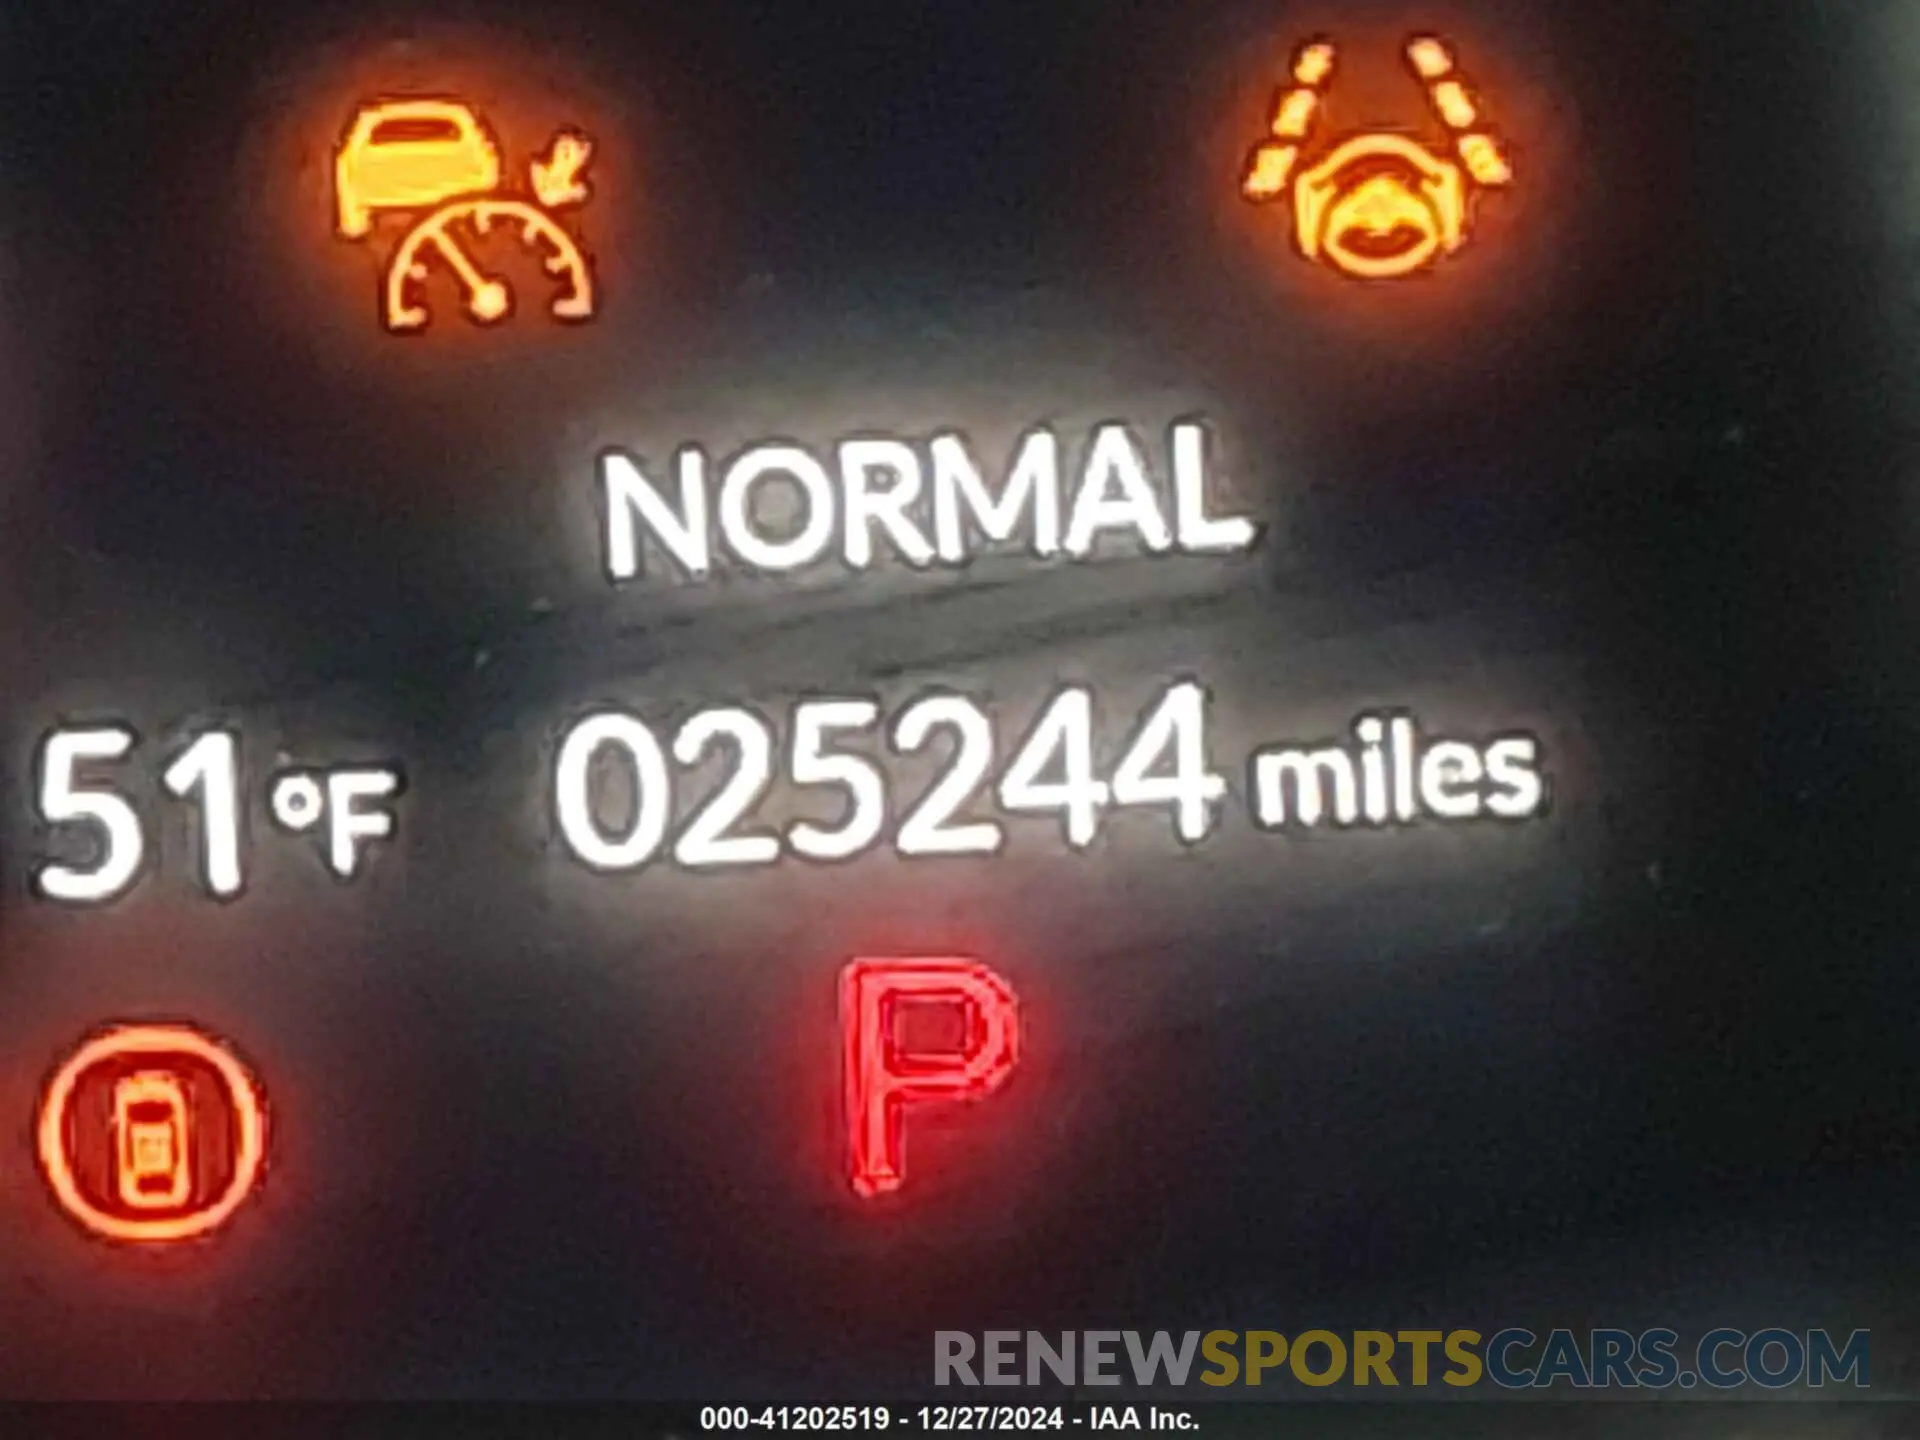 NORMAL
51°F 025244 miles
P
RENEWSPORTSCARS.COM
000-41202519 - 12/27/2024 - IAA Inc.